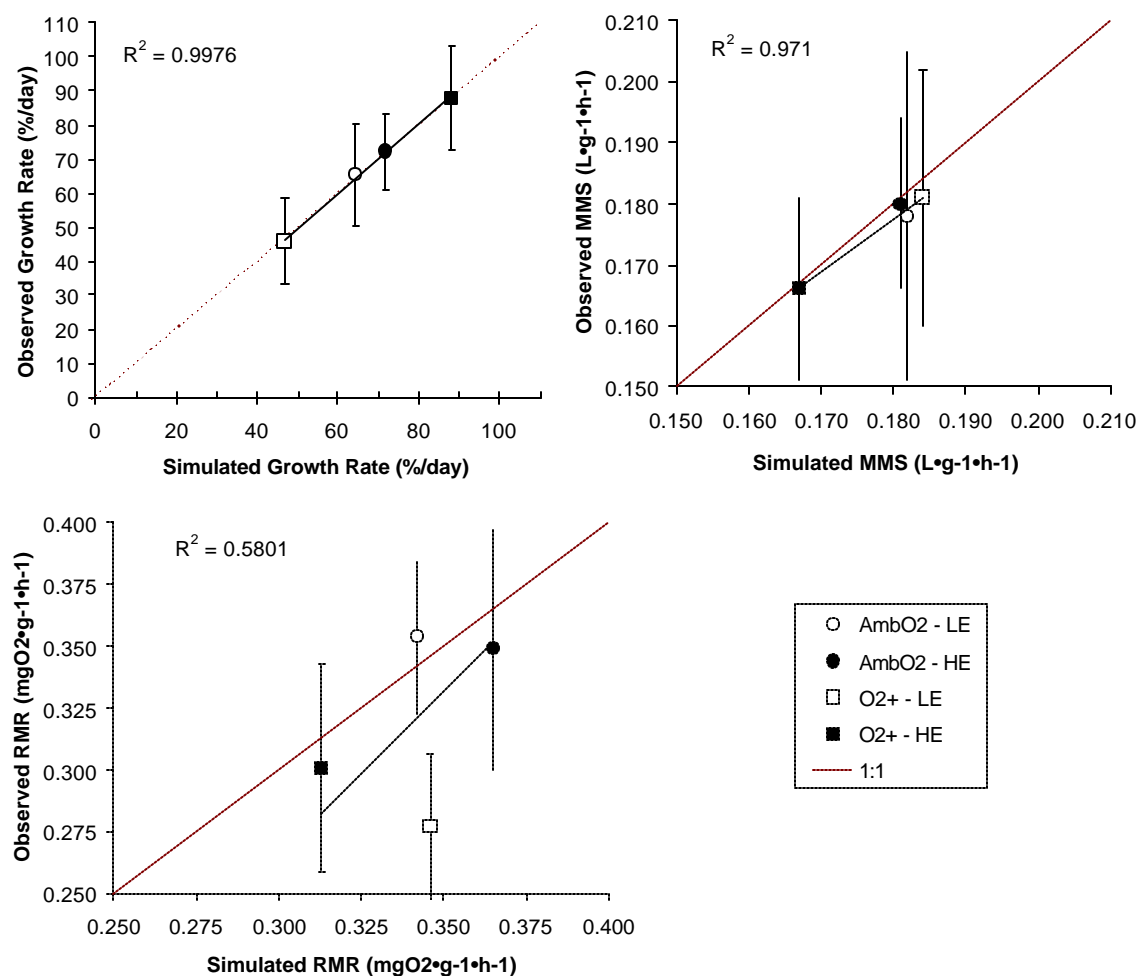 R2 = 0.9976
110
100
90
80
70
60
50
40
30
20
10
0
Observed Growth Rate (%/day)
0 20 40 60 80 100
Simulated Growth Rate (%/day)
R2 = 0.971
0.210
0.200
0.190
0.180
0.170
0.160
0.150
Observed MMS (L•g-1•h-1)
0.150 0.160 0.170 0.180 0.190 0.200 0.210
Simulated MMS (L•g-1•h-1)
R2 = 0.5801
0.400
0.375
0.350
0.325
0.300
0.275
0.250
Observed RMR (mgO2•g-1•h-1)
0.250 0.275 0.300 0.325 0.350 0.375 0.400
Simulated RMR (mgO2•g-1•h-1)
AmbO2 - LE
AmbO2 - HE
O2+ - LE
O2+ - HE
1:1